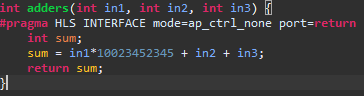 int adders(int in1, int in2, int in3) {
#pragma HLS INTERFACE mode=ap_ctrl_none port=return
    int sum;
    sum = in1*10023452345 + in2 + in3;
    return sum;
}